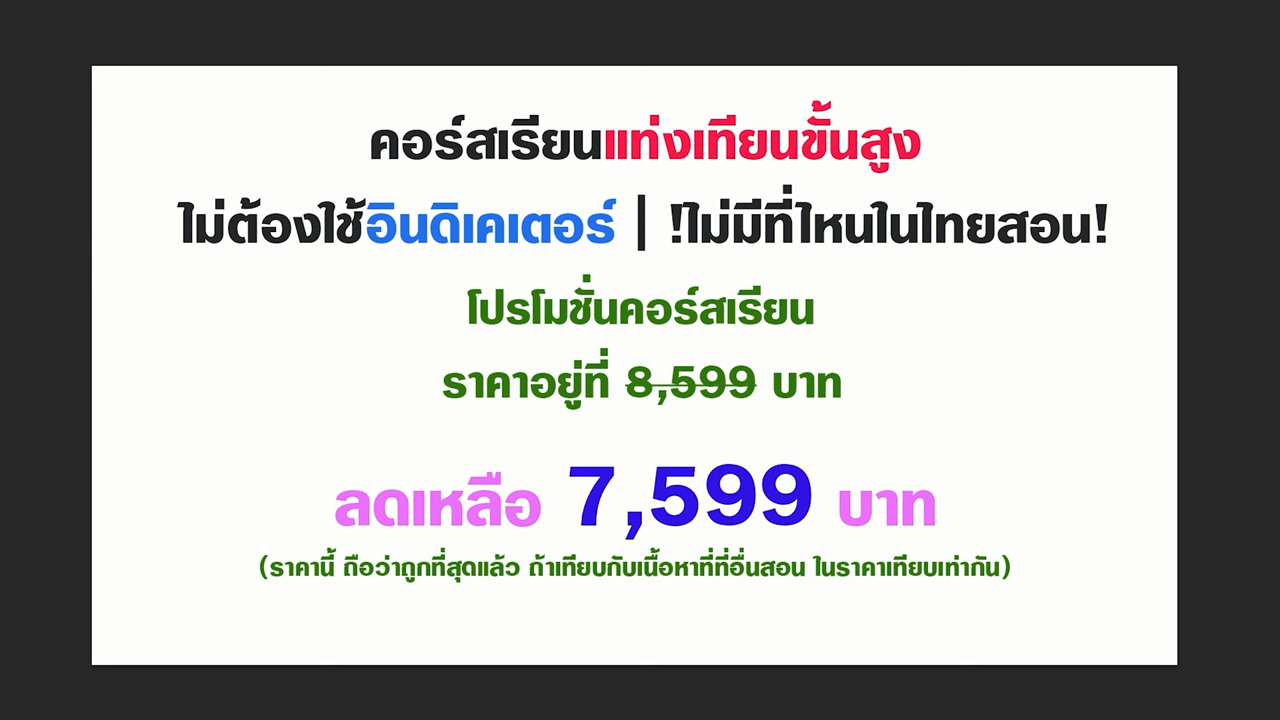 คอร์สเรียนแท่งเทียนขั้นสูง
ไม่ต้องใช้อินดิเคเตอร์ | !ไม่มีที่ไหนในไทยสอน!
โปรโมชั่นคอร์สเรียน
ราคาอยู่ที่ 8,599 บาท
ลดเหลือ 7,599 บาท
(ราคานี้ ถือว่าถูกที่สุดแล้ว ถ้าเทียบกับเนื้อหาที่ที่อื่นสอน ในราคาเทียบเท่ากัน)